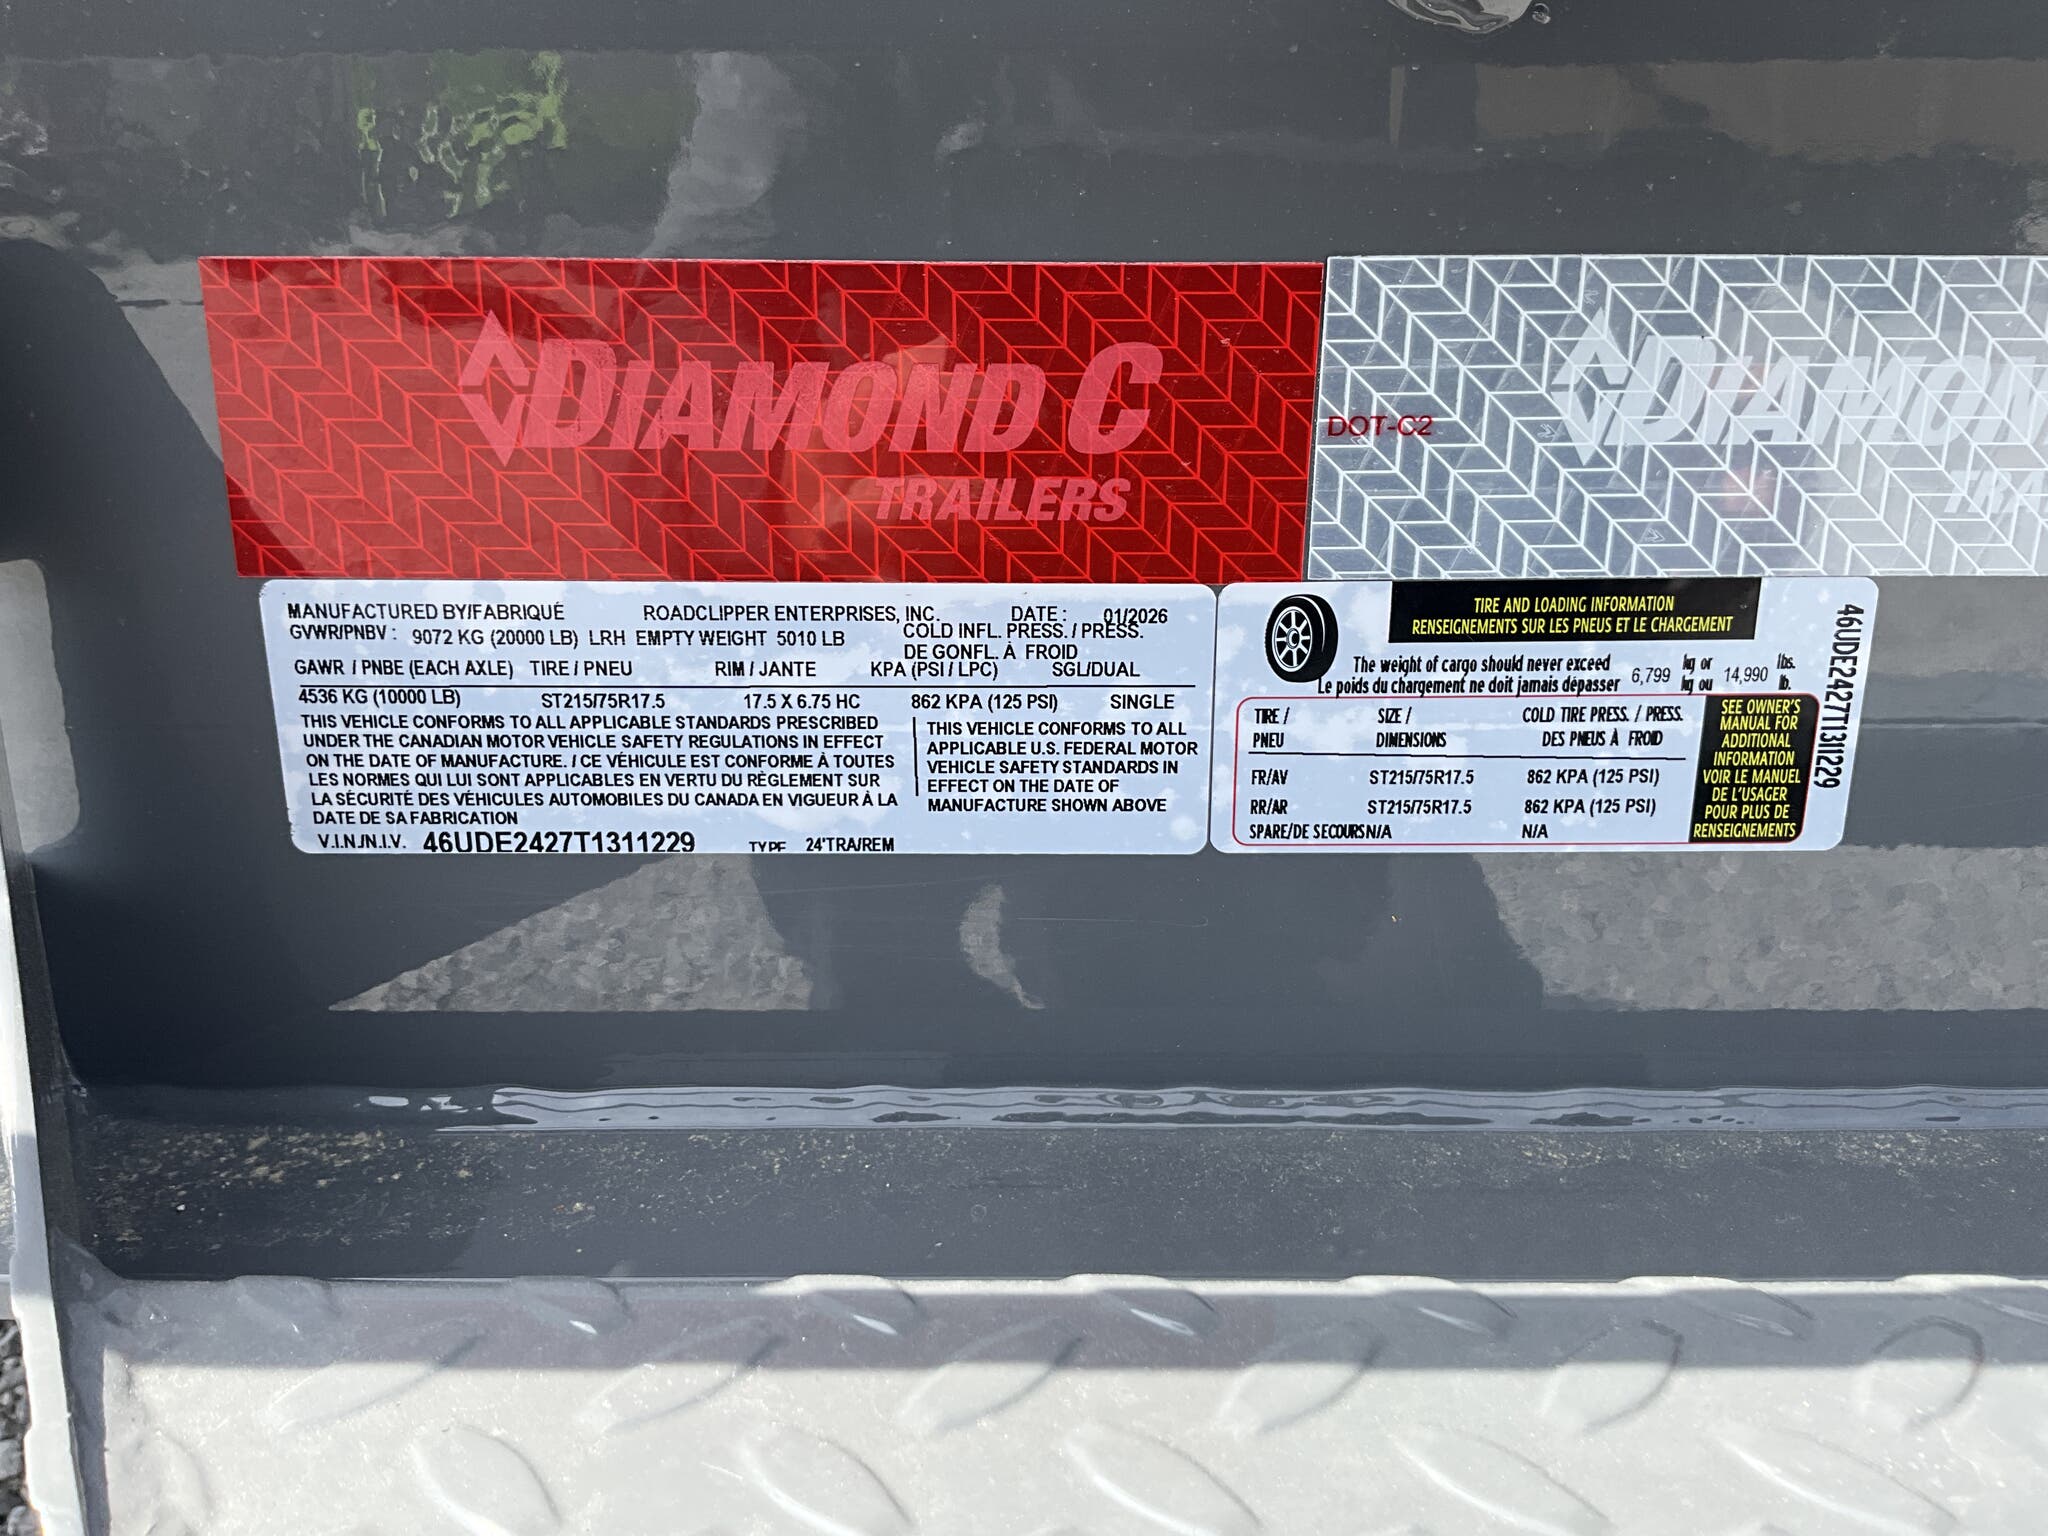 DIAMOND C
TRAILERS
DOT-C2
DIAMON
TRA
MANUFACTURED BY/FABRIQUÉ ROADCLIPPER ENTERPRISES, INC. DATE : 01/2026
GVWR/PNBV : 9072 KG (20000 LB) LRH EMPTY WEIGHT 5010 LB COLD INFL. PRESS. / PRESS.
DE GONFL. À FROID
GAWR / PNBE (EACH AXLE) TIRE / PNEU RIM / JANTE KPA (PSI / LPC) SGL/DUAL
4536 KG (10000 LB) ST215/75R17.5 17.5 X 6.75 HC 862 KPA (125 PSI) SINGLE
THIS VEHICLE CONFORMS TO ALL APPLICABLE STANDARDS PRESCRIBED
UNDER THE CANADIAN MOTOR VEHICLE SAFETY REGULATIONS IN EFFECT
ON THE DATE OF MANUFACTURE. / CE VÉHICULE EST CONFORME À TOUTES
LES NORMES QUI LUI SONT APPLICABLES EN VERTU DU RÈGLEMENT SUR
LA SÉCURITÉ DES VÉHICULES AUTOMOBILES DU CANADA EN VIGUEUR À LA
DATE DE SA FABRICATION
THIS VEHICLE CONFORMS TO ALL
APPLICABLE U.S. FEDERAL MOTOR
VEHICLE SAFETY STANDARDS IN
EFFECT ON THE DATE OF
MANUFACTURE SHOWN ABOVE
V.I.N./N.I.V. 46UDE2427T1311229 TYPE 24'TRA/REM
TIRE AND LOADING INFORMATION
RENSEIGNEMENTS SUR LES PNEUS ET LE CHARGEMENT
The weight of cargo should never exceed 6,799 kg or 14,990 lbs.
Le poids du chargement ne doit jamais dépasser kg ou lb.
TIRE / SIZE / COLD TIRE PRESS. / PRESS.
PNEU DIMENSIONS DES PNEUS À FROID
FR/AV ST215/75R17.5 862 KPA (125 PSI)
RR/AR ST215/75R17.5 862 KPA (125 PSI)
SPARE/DE SECOURS N/A N/A
SEE OWNER'S
MANUAL FOR
ADDITIONAL
INFORMATION
VOIR LE MANUEL
DE L'USAGER
POUR PLUS DE
RENSEIGNEMENTS
46UDE2427T1311229